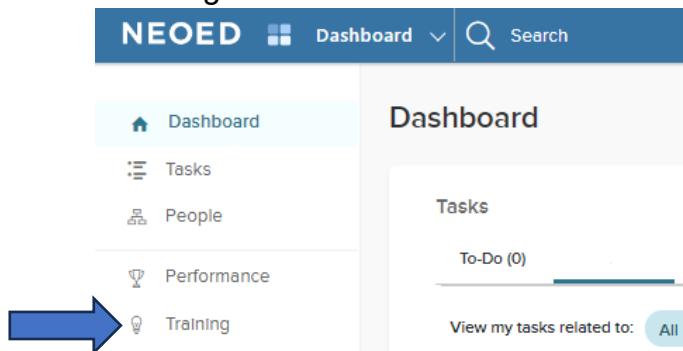 NEOED Dashboard Search
Dashboard
Tasks
People
Performance
Training
Dashboard
Tasks
To-Do (0)
View my tasks related to: All